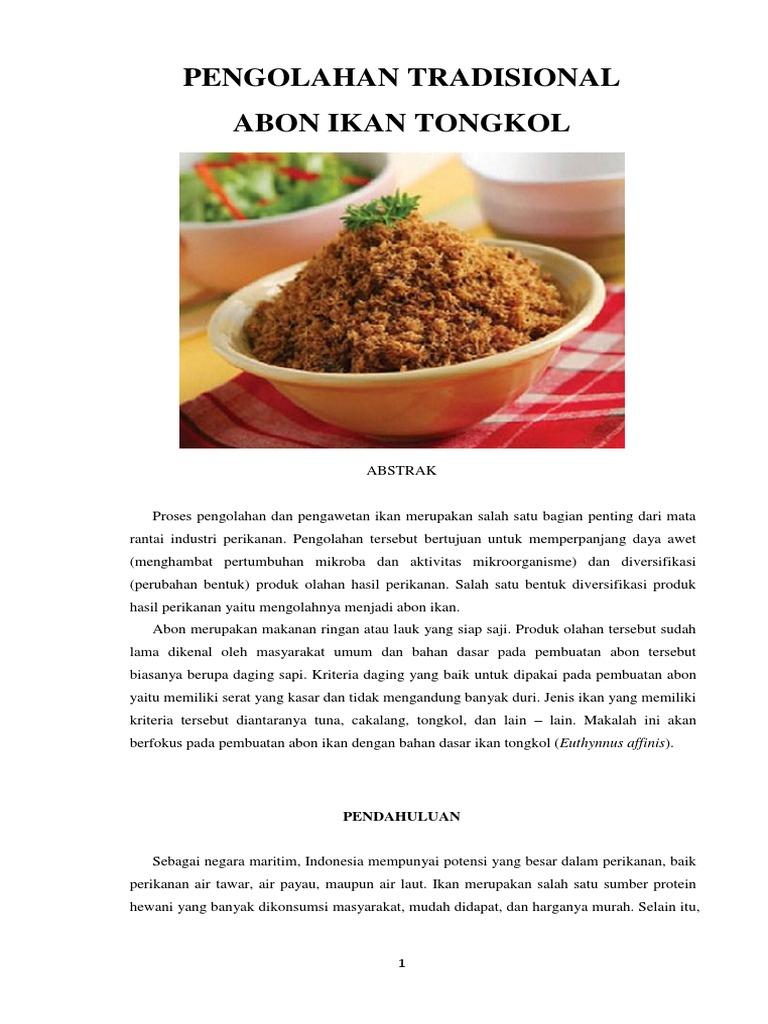 PENGOLAHAN TRADISIONAL
ABON IKAN TONGKOL
ABSTRAK
Proses pengolahan dan pengawetan ikan merupakan salah satu bagian penting dari mata
rantai industri perikanan. Pengolahan tersebut bertujuan untuk memperpanjang daya awet
(menghambat pertumbuhan mikroba dan aktivitas mikroorganisme) dan diversifikasi
(perubahan bentuk) produk olahan hasil perikanan. Salah satu bentuk diversifikasi produk
hasil perikanan yaitu mengolahnya menjadi abon ikan.
Abon merupakan makanan ringan atau lauk yang siap saji. Produk olahan tersebut sudah
lama dikenal oleh masyarakat umum dan bahan dasar pada pembuatan abon tersebut
biasanya berupa daging sapi. Kriteria daging yang baik untuk dipakai pada pembuatan abon
yaitu memiliki serat yang kasar dan tidak mengandung banyak duri. Jenis ikan yang memiliki
kriteria tersebut diantaranya tuna, cakalang, tongkol, dan lain – lain. Makalah ini akan
berfokus pada pembuatan abon ikan dengan bahan dasar ikan tongkol (Euthynnus affinis).
PENDAHULUAN
Sebagai negara maritim, Indonesia mempunyai potensi yang besar dalam perikanan, baik
perikanan air tawar, air payau, maupun air laut. Ikan merupakan salah satu sumber protein
hewani yang banyak dikonsumsi masyarakat, mudah didapat, dan harganya murah. Selain itu,
1